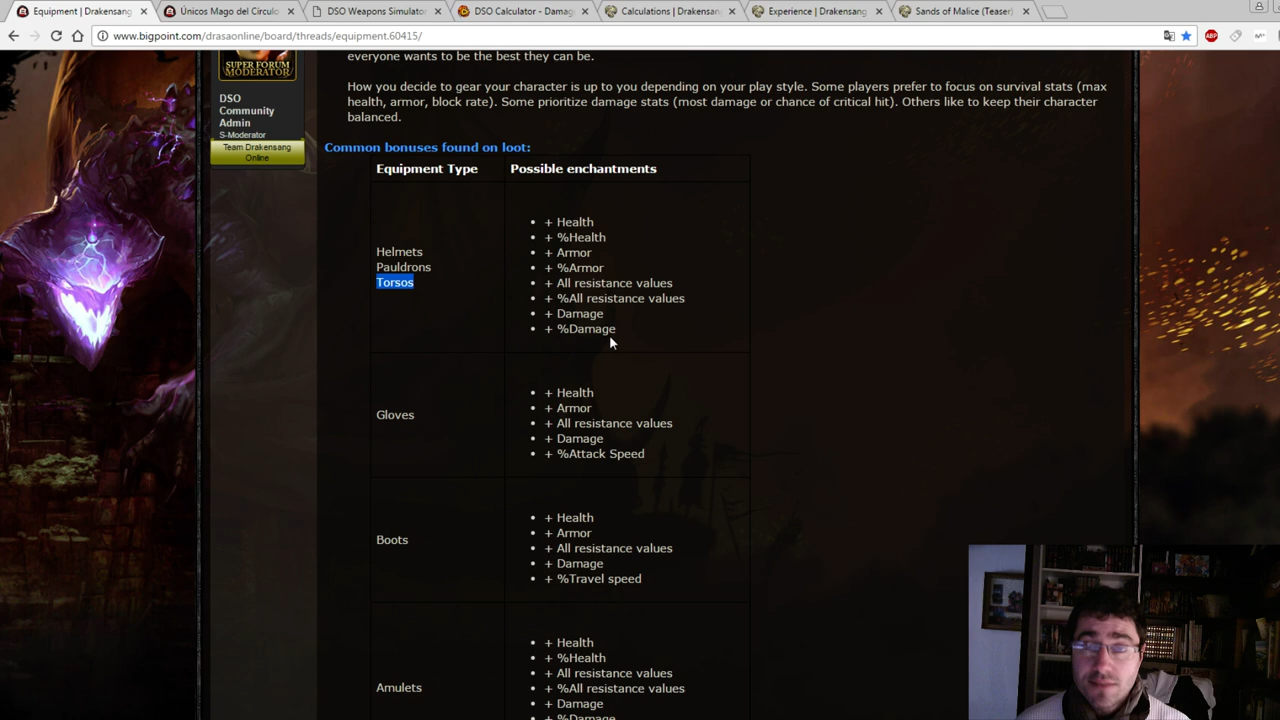 Equipment | Drakensang
Únicos Mago del Circulo
DSO Weapons Simulator
DSO Calculator - Damag
Calculations | Drakensan
Experience | Drakensang
Sands of Malice (Teaser)
www.bigpoint.com/drasaonline/board/threads/equipment.60415/
ABP
SUPER FORUM
MODERATOR
DSO
Community
Admin
S-Moderator
Team Drakensang
Online
everyone wants to be the best they can be.
How you decide to gear your character is up to you depending on your play style. Some players prefer to focus on survival stats (max
health, armor, block rate). Some prioritize damage stats (most damage or chance of critical hit). Others like to keep their character
balanced.
Common bonuses found on loot:
Equipment Type Possible enchantments
Helmets
Pauldrons
Torsos
• + Health
• + %Health
• + Armor
• + %Armor
• + All resistance values
• + %All resistance values
• + Damage
• + %Damage
Gloves
• + Health
• + Armor
• + All resistance values
• + Damage
• + %Attack Speed
Boots
• + Health
• + Armor
• + All resistance values
• + Damage
• + %Travel speed
Amulets
• + Health
• + %Health
• + All resistance values
• + %All resistance values
• + Damage
• + %Damage